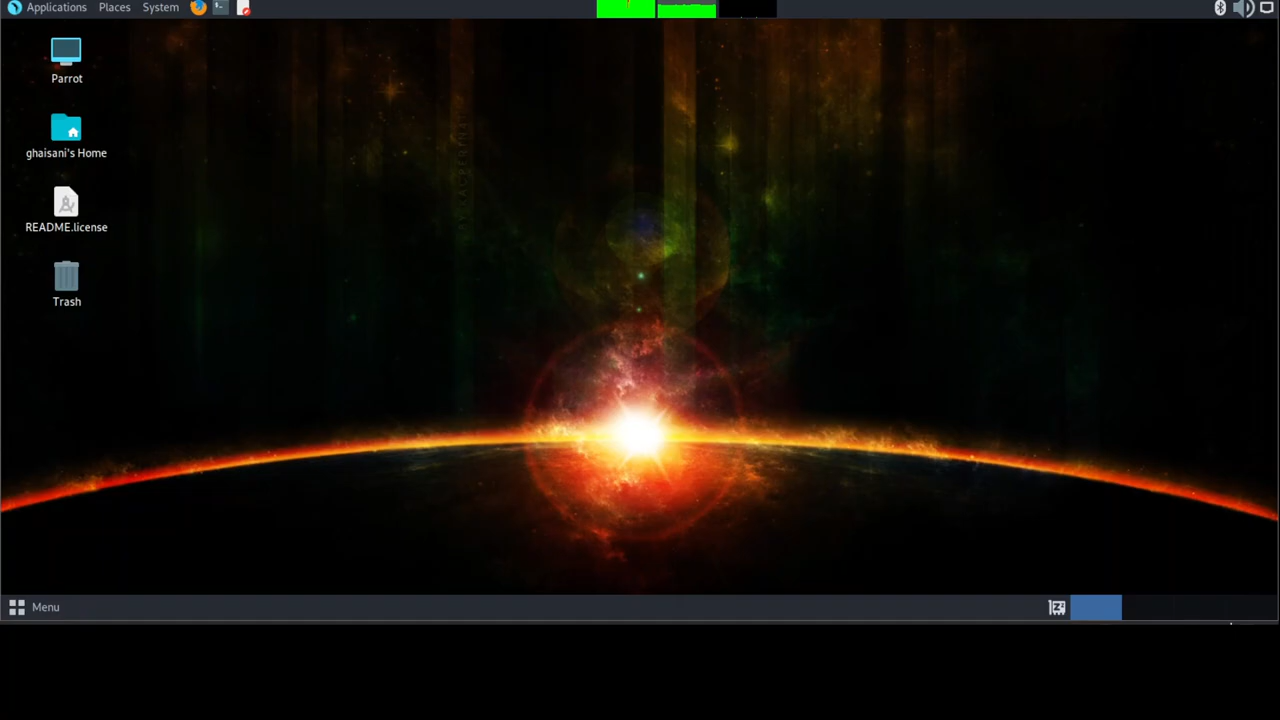 Applications Places System
Parrot
ghaisani's Home
README.license
Trash
Menu